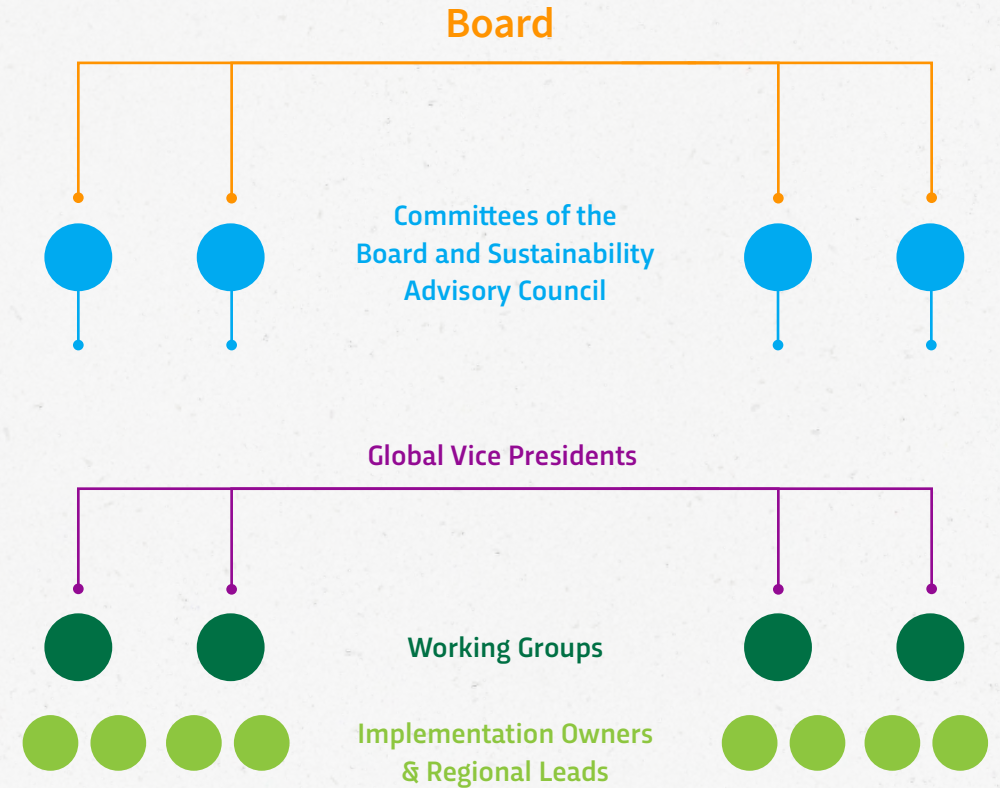 Board
Committees of the
Board and Sustainability
Advisory Council
Global Vice Presidents
Working Groups
Implementation Owners
& Regional Leads